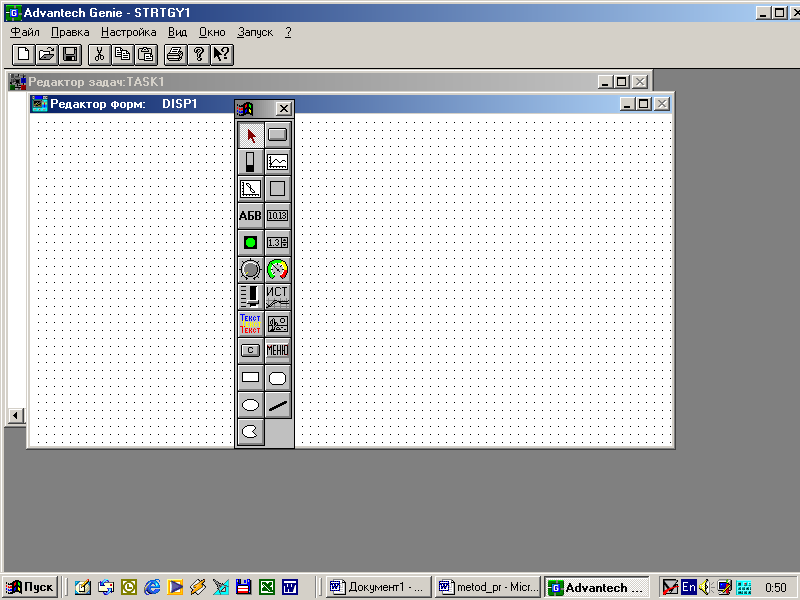 Advantech Genie - STRTGY1
Файл Правка Настройка Вид Окно Запуск ?
Редактор задач:TASK1
Редактор форм: DISP1
АБВ 10.13
1.3
ИСТ
Текст
Текст
C МЕНЮ
Пуск Документ1 - ... metod_pr - Micr... Advantech ... En 0:50